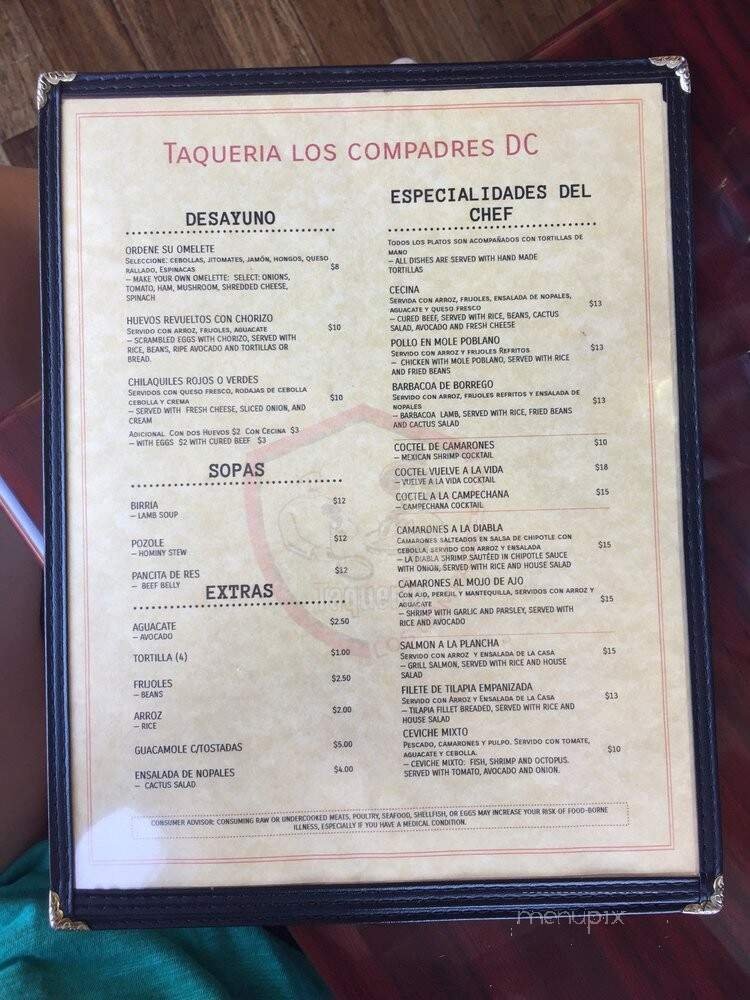 TAQUERIA LOS COMPADRES DC
DESAYUNO
ORDENE SU OMELETE
SELECCIONE: CEBOLLAS, JITOMATES, JAMÓN, HONGOS, QUESO
RALLADO, ESPINACAS $8
– MAKE YOUR OWN OMELETTE: SELECT: ONIONS,
TOMATO, HAM, MUSHROOM, SHREDDED CHEESE,
SPINACH
HUEVOS REVUELTOS CON CHORIZO
SERVIDO CON ARROZ, FRIJOLES, AGUACATE $10
– SCRAMBLED EGGS WITH CHORIZO, SERVED WITH
RICE, BEANS, RIPE AVOCADO AND TORTILLAS OR
BREAD.
CHILAQUILES ROJOS O VERDES
SERVIDOS CON QUESO FRESCO, RODAJAS DE CEBOLLA
CEBOLLA Y CREMA $10
– SERVED WITH FRESH CHEESE, SLICED ONION, AND
CREAM
ADICIONAL CON DOS HUEVOS $2 CON CECINA $3
– WITH EGGS $2 WITH CURED BEEF $3
SOPAS
BIRRIA $12
– LAMB SOUP
POZOLE $12
– HOMINY STEW
PANCITA DE RES $12
– BEEF BELLY
EXTRAS
AGUACATE $2.50
– AVOCADO
TORTILLA (4) $1.00
FRIJOLES $2.50
– BEANS
ARROZ $2.00
– RICE
GUACAMOLE C/TOSTADAS $5.00
ENSALADA DE NOPALES $4.00
– CACTUS SALAD
ESPECIALIDADES DEL
CHEF
TODOS LOS PLATOS SON ACOMPAÑADOS CON TORTILLAS DE
MANO
– ALL DISHES ARE SERVED WITH HAND MADE
TORTILLAS
CECINA
SERVIDA CON ARROZ, FRIJOLES, ENSALADA DE NOPALES,
AGUACATE Y QUESO FRESCO $13
– CURED BEEF, SERVED WITH RICE, BEANS, CACTUS
SALAD, AVOCADO AND FRESH CHEESE
POLLO EN MOLE POBLANO
SERVIDO CON ARROZ Y FRIJOLES REFRITOS $13
– CHICKEN WITH MOLE POBLANO, SERVED WITH RICE
AND FRIED BEANS
BARBACOA DE BORREGO
SERVIDO CON ARROZ, FRIJOLES REFRITOS Y ENSALADA DE
NOPALES $13
– BARBACOA LAMB, SERVED WITH RICE, FRIED BEANS
AND CACTUS SALAD
COCTEL DE CAMARONES $10
– MEXICAN SHRIMP COCKTAIL
COCTEL VUELVE A LA VIDA $18
– VUELVE A LA VIDA COCKTAIL
COCTEL A LA CAMPECHANA $15
– CAMPECHANA COCKTAIL
CAMARONES A LA DIABLA
CAMARONES SALTEADOS EN SALSA DE CHIPOTLE CON
CEBOLLA, SERVIDO CON ARROZ Y ENSALADA $15
– LA DIABLA SHRIMP SAUTÉED IN CHIPOTLE SAUCE
WITH ONION, SERVED WITH RICE AND HOUSE SALAD
CAMARONES AL MOJO DE AJO
CON AJO, PEREJIL Y MANTEQUILLA, SERVIDOS CON ARROZ Y
AGUACATE $15
– SHRIMP WITH GARLIC AND PARSLEY, SERVED WITH
RICE AND AVOCADO
SALMON A LA PLANCHA
SERVIDO CON ARROZ Y ENSALADA DE LA CASA $15
– GRILL SALMON, SERVED WITH RICE AND HOUSE
SALAD
FILETE DE TILAPIA EMPANIZADA
SERVIDO CON ARROZ Y ENSALADA DE LA CASA $13
– TILAPIA FILLET BREADED, SERVED WITH RICE AND
HOUSE SALAD
CEVICHE MIXTO
PESCADO, CAMARONES Y PULPO. SERVIDO CON TOMATE,
AGUACATE Y CEBOLLA. $10
– CEVICHE MIXTO: FISH, SHRIMP AND OCTOPUS.
SERVED WITH TOMATO, AVOCADO AND ONION.
CONSUMER ADVISOR: CONSUMING RAW OR UNDERCOOKED MEATS, POULTRY, SEAFOOD, SHELLFISH, OR EGGS MAY INCREASE YOUR RISK OF FOOD-BORNE
ILLNESS, ESPECIALLY IF YOU HAVE A MEDICAL CONDITION.
menupix